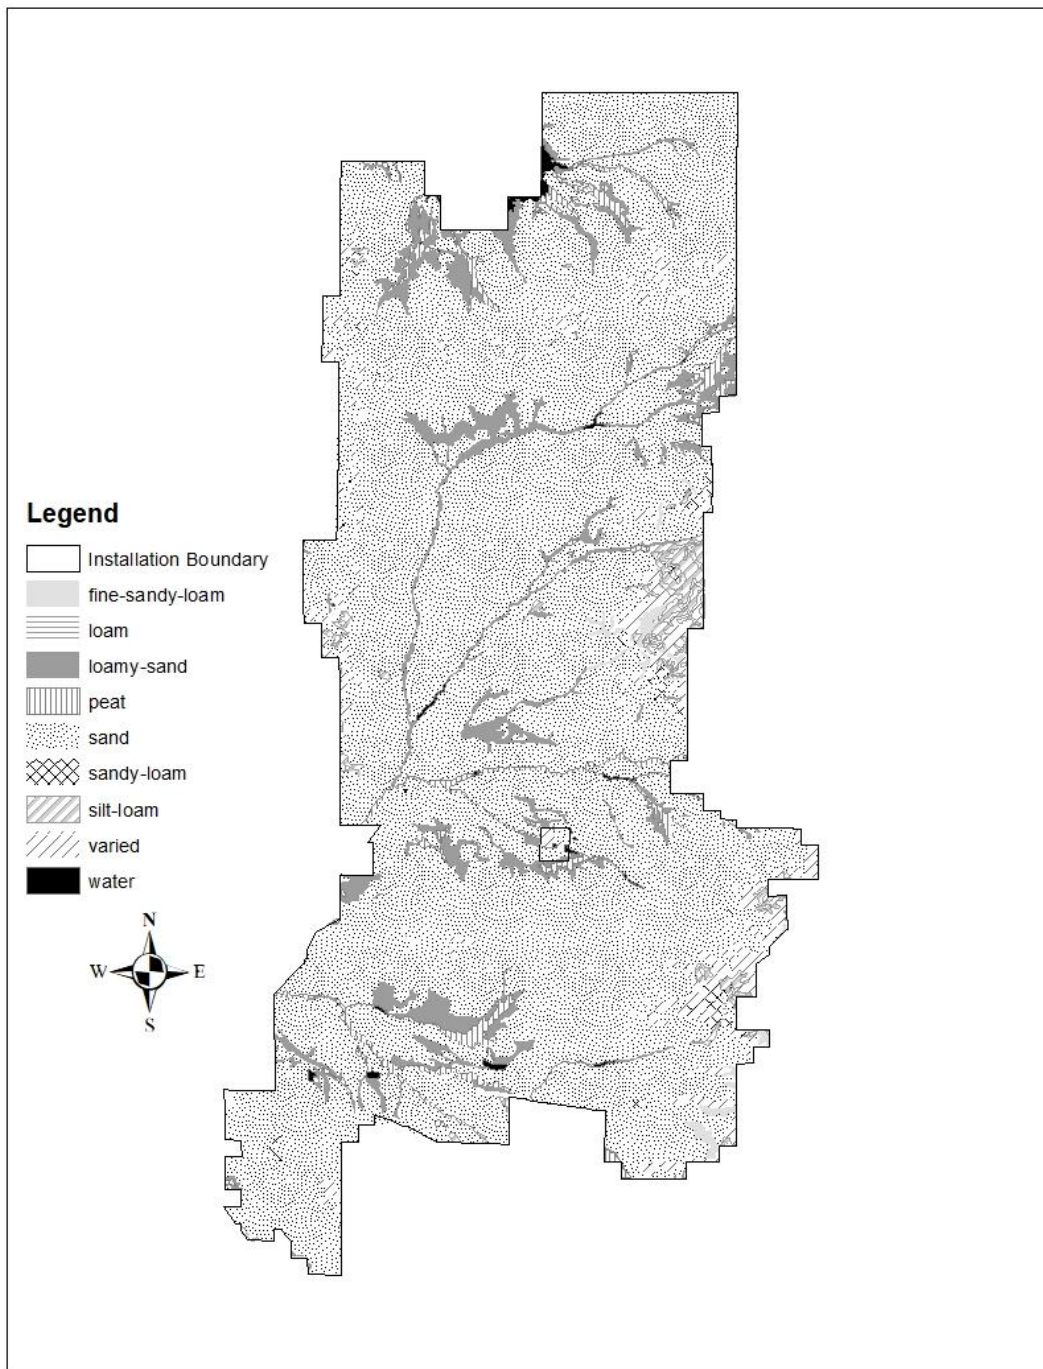 Legend
Installation Boundary
fine-sandy-loam
loam
loamy-sand
peat
sand
sandy-loam
silt-loam
varied
water
N
W E
S